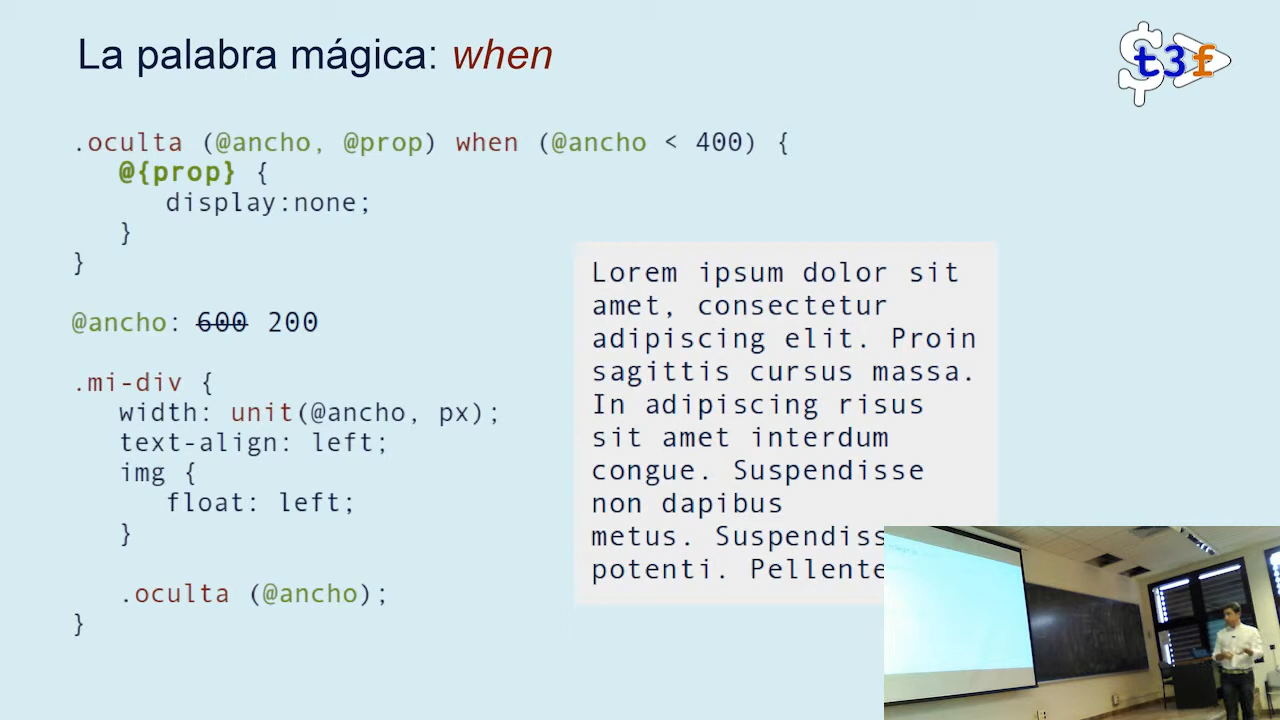 La palabra mágica: when
$t3f
.oculta (@ancho, @prop) when (@ancho < 400) {
@{prop} {
display:none;
}
}
@ancho: 600 200
.mi-div {
width: unit(@ancho, px);
text-align: left;
img {
float: left;
}
.oculta (@ancho);
}
Lorem ipsum dolor sit
amet, consectetur
adipiscing elit. Proin
sagittis cursus massa.
In adipiscing risus
sit amet interdum
congue. Suspendisse
non dapibus
metus. Suspendiss
potenti. Pellente